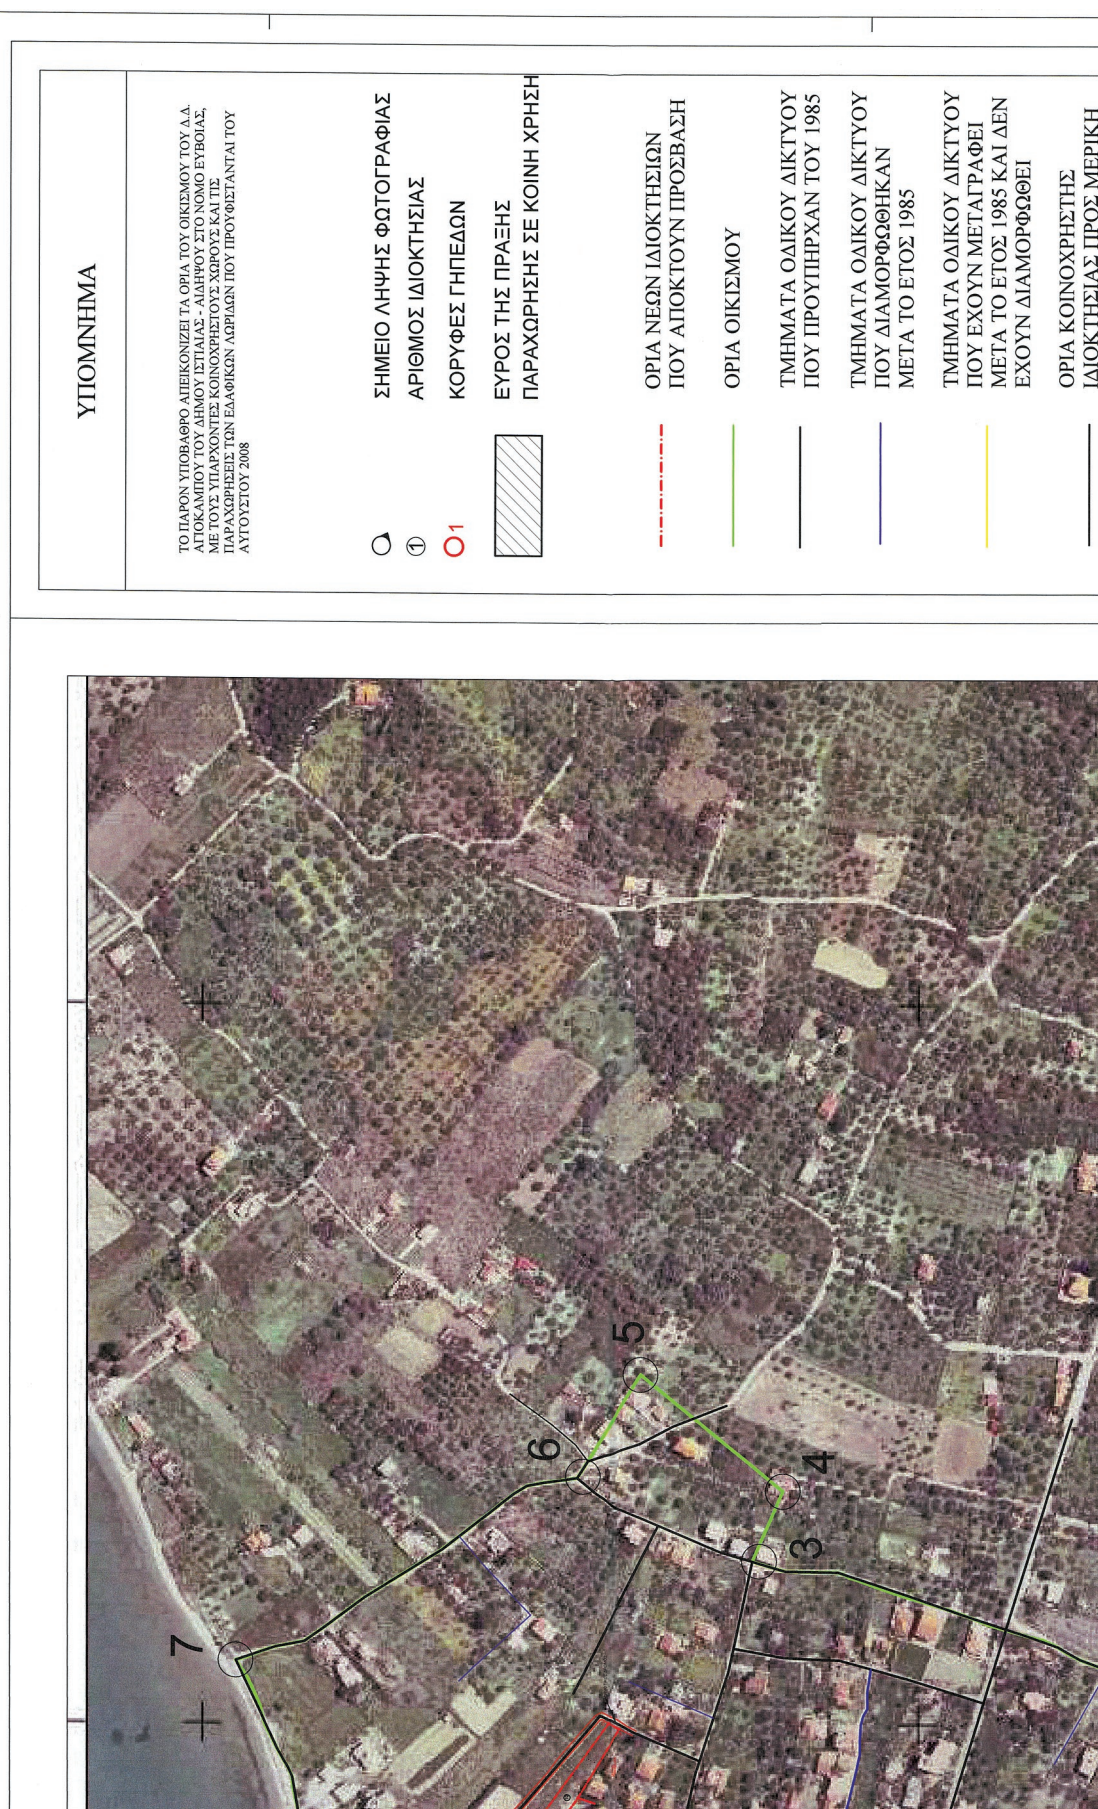 ΥΠΟΜΝΗΜΑ
ΤΟ ΠΑΡΟΝ ΥΠΟΒΑΘΡΟ ΑΠΕΙΚΟΝΙΖΕΙ ΤΑ ΟΡΙΑ ΤΟΥ ΟΙΚΙΣΜΟΥ ΤΟΥ Δ.Δ.
ΑΓΙΟΚΑΜΠΟΥ ΤΟΥ ΔΗΜΟΥ ΙΣΤΙΑΙΑΣ - ΑΙΔΗΨΟΥ ΣΤΟ ΝΟΜΟ ΕΥΒΟΙΑΣ,
ΜΕ ΤΟΥΣ ΥΠΑΡΧΟΝΤΕΣ ΚΟΙΝΟΧΡΗΣΤΟΥΣ ΧΩΡΟΥΣ ΚΑΙ ΤΙΣ
ΠΑΡΑΧΩΡΗΣΕΙΣ ΤΩΝ ΕΔΑΦΙΚΩΝ ΛΩΡΙΔΩΝ ΠΟΥ ΠΡΟΥΦΙΣΤΑΝΤΑΙ ΤΟΥ
ΑΥΓΟΥΣΤΟΥ 2008
ΣΗΜΕΙΟ ΛΗΨΗΣ ΦΩΤΟΓΡΑΦΙΑΣ
1 ΑΡΙΘΜΟΣ ΙΔΙΟΚΤΗΣΙΑΣ
1 ΚΟΡΥΦΕΣ ΓΗΠΕΔΩΝ
ΕΥΡΟΣ ΤΗΣ ΠΡΑΞΗΣ
ΠΑΡΑΧΩΡΗΣΗΣ ΣΕ ΚΟΙΝΗ ΧΡΗΣΗ
ΟΡΙΑ ΝΕΩΝ ΙΔΙΟΚΤΗΣΙΩΝ
ΠΟΥ ΑΠΟΚΤΟΥΝ ΠΡΟΣΒΑΣΗ
ΟΡΙΑ ΟΙΚΙΣΜΟΥ
ΤΜΗΜΑΤΑ ΟΔΙΚΟΥ ΔΙΚΤΥΟΥ
ΠΟΥ ΠΡΟΥΠΗΡΧΑΝ ΤΟΥ 1985
ΤΜΗΜΑΤΑ ΟΔΙΚΟΥ ΔΙΚΤΥΟΥ
ΠΟΥ ΔΙΑΜΟΡΦΩΘΗΚΑΝ
ΜΕΤΑ ΤΟ ΕΤΟΣ 1985
ΤΜΗΜΑΤΑ ΟΔΙΚΟΥ ΔΙΚΤΥΟΥ
ΠΟΥ ΕΧΟΥΝ ΜΕΤΑΓΡΑΦΕΙ
ΜΕΤΑ ΤΟ ΕΤΟΣ 1985 ΚΑΙ ΔΕΝ
ΕΧΟΥΝ ΔΙΑΜΟΡΦΩΘΕΙ
ΟΡΙΑ ΚΟΙΝΟΧΡΗΣΤΗΣ
ΙΔΙΟΚΤΗΣΙΑΣ ΠΡΟΣ ΜΕΡΙΚΗ
7
6
5
4
3